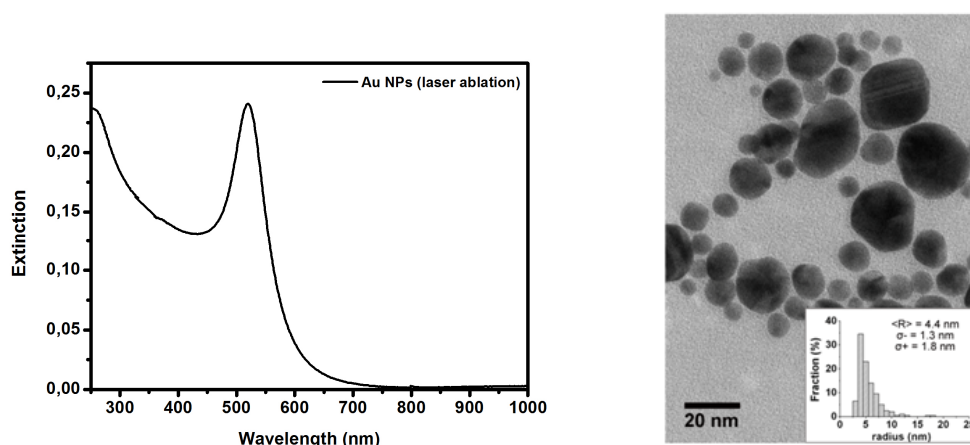 Au NPs (laser ablation)
0,25
0,20
0,15
0,10
0,05
0,00
Extinction
300 400 500 600 700 800 900 1000
Wavelength (nm)
<R> = 4.4 nm
σ- = 1.3 nm
σ+ = 1.8 nm
40
30
20
10
0
Fraction (%)
0 5 10 15 20 25
radius (nm)
20 nm